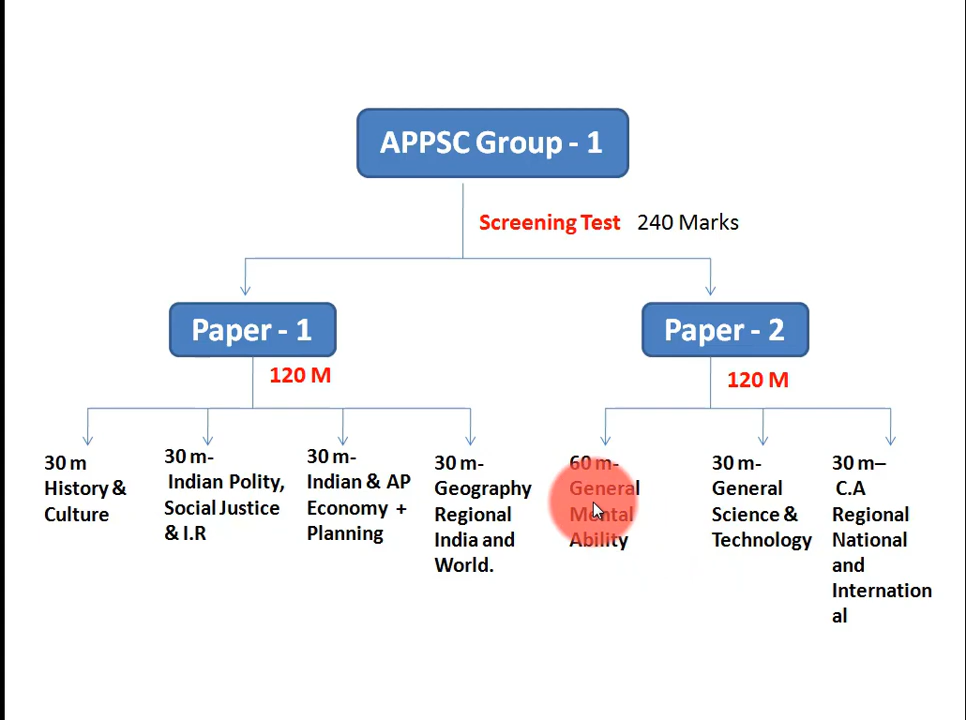 APPSC Group - 1
Screening Test 240 Marks
Paper - 1
Paper - 2
120 M
120 M
30 m
History &
Culture
30 m-
Indian Polity,
Social Justice
& I.R
30 m-
Indian & AP
Economy +
Planning
30 m-
Geography
Regional
India and
World.
60 m-
General
Mental
Ability
30 m-
General
Science &
Technology
30 m–
C.A
Regional
National
and
Internation
al